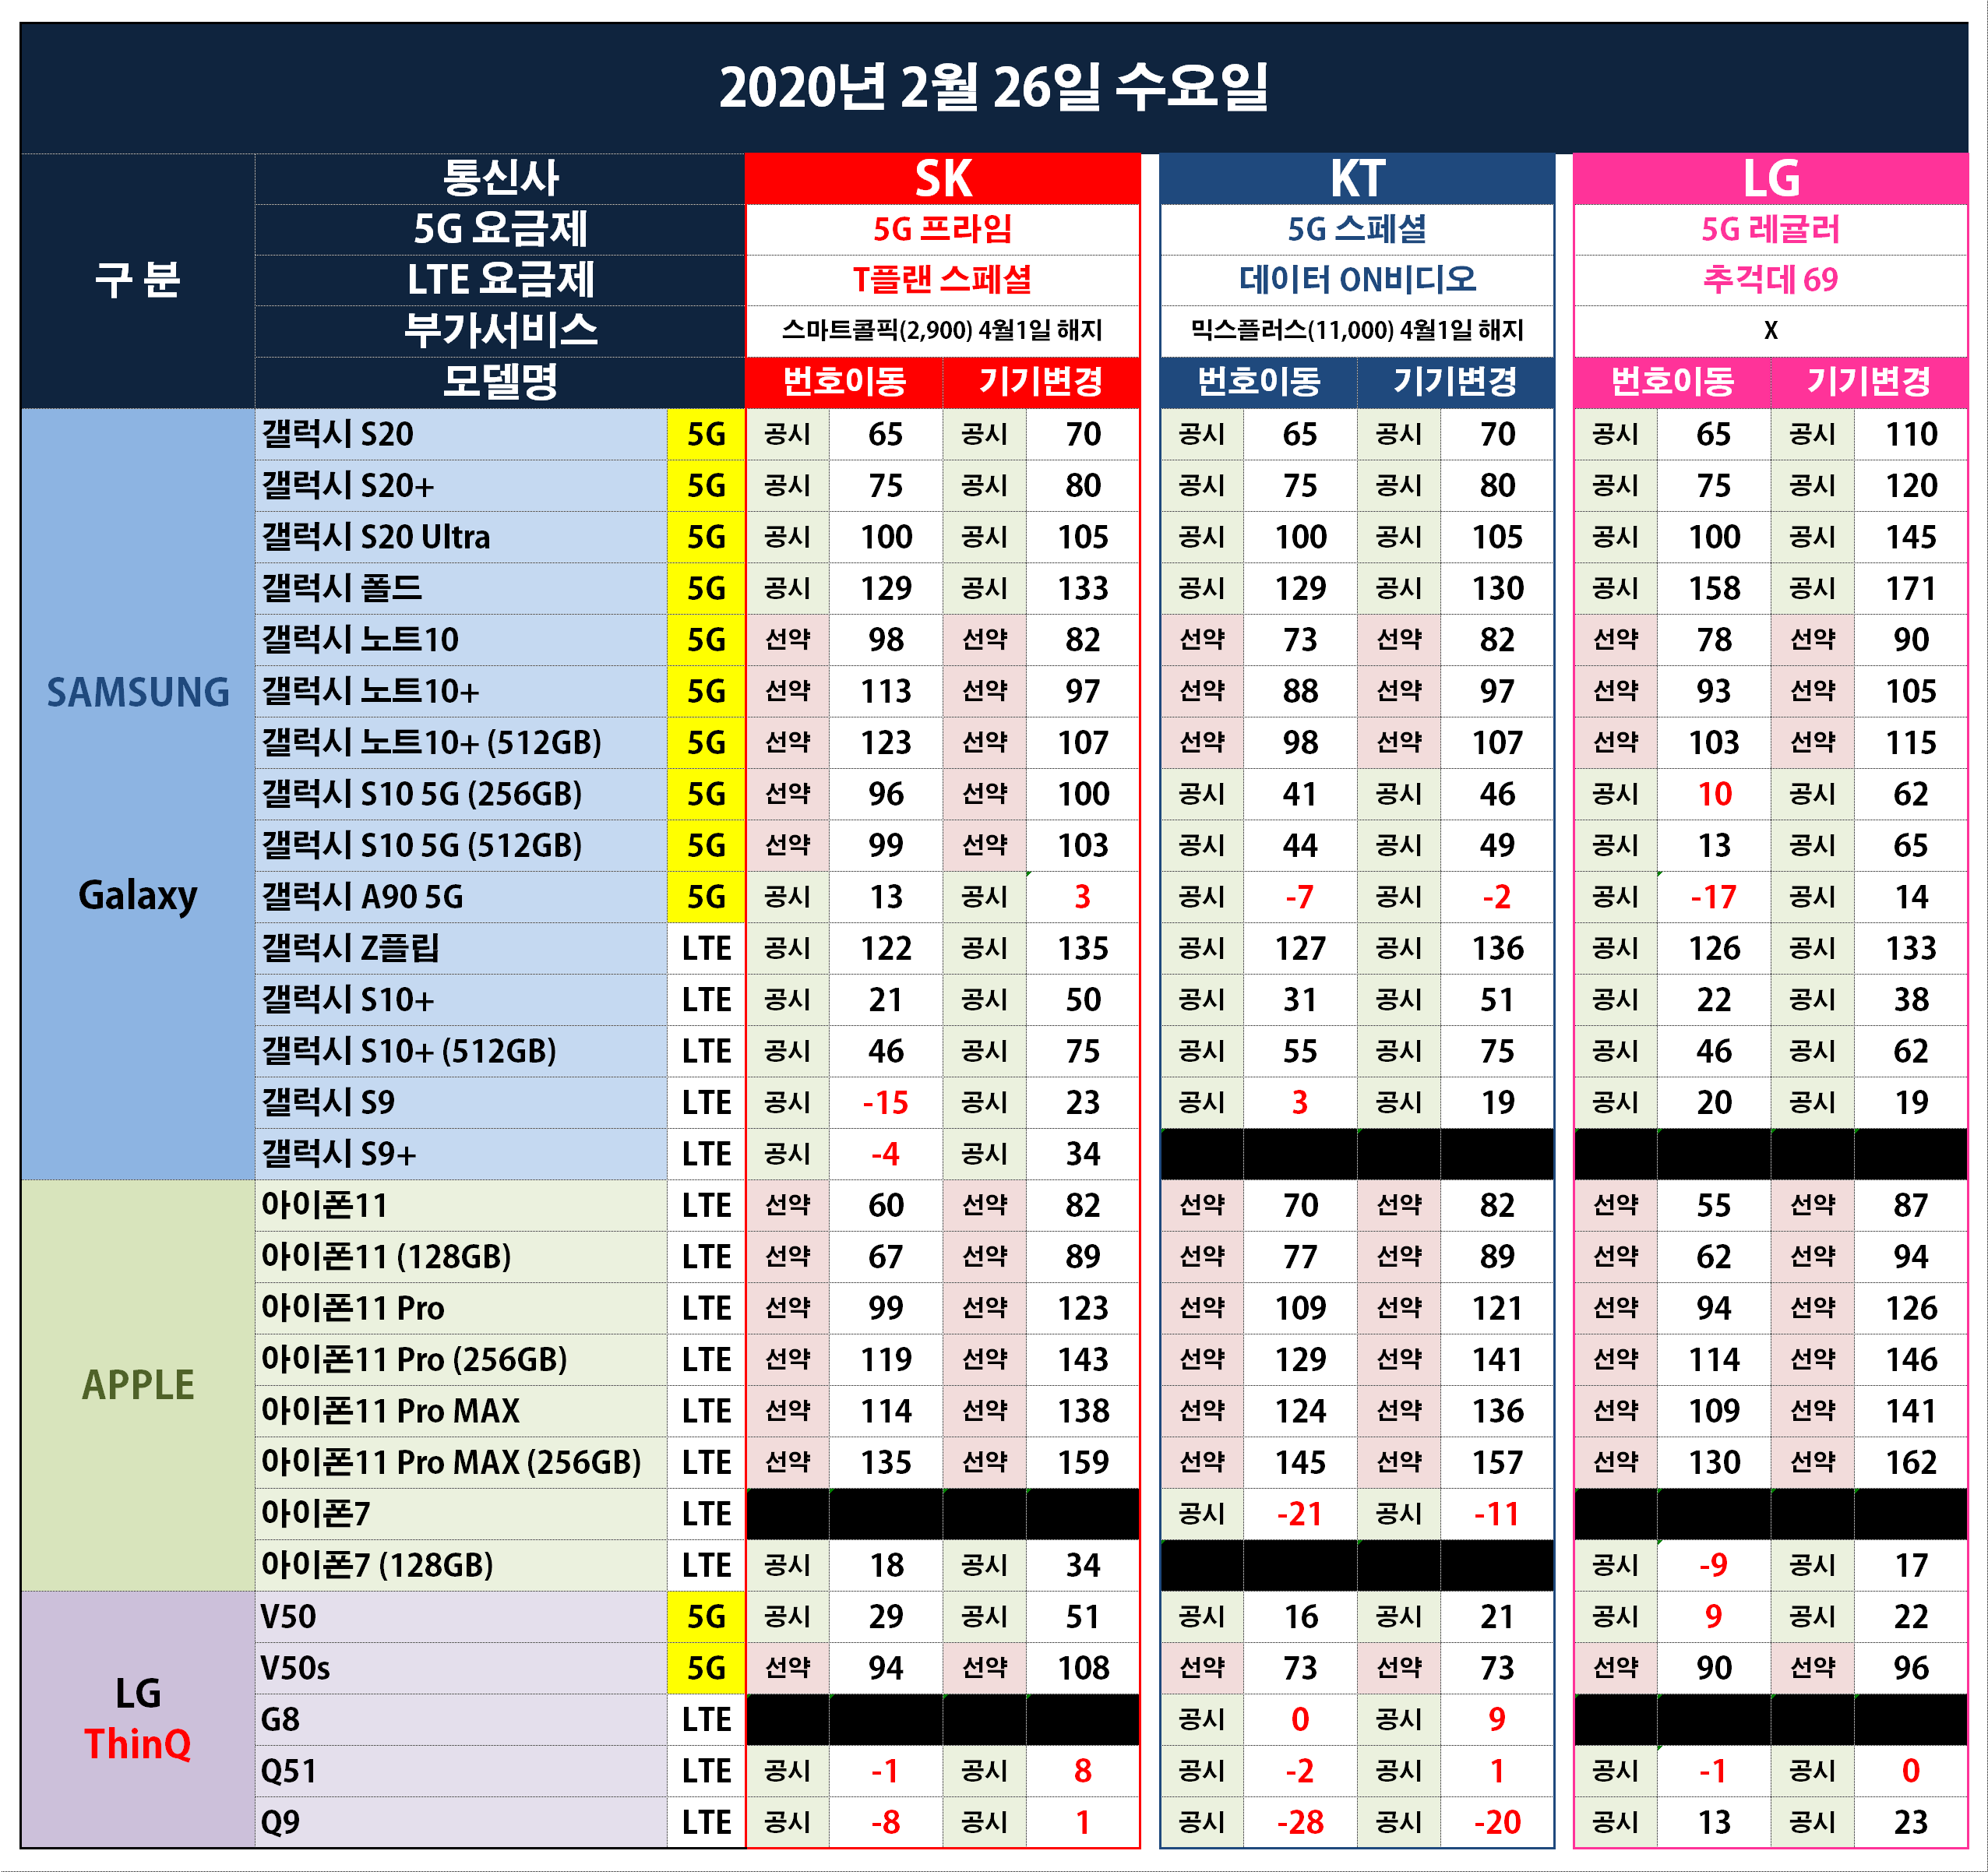 2020년 2월 26일 수요일
구 분 통신사 SK KT LG
5G 요금제 5G 프라임 5G 스페셜 5G 레귤러
LTE 요금제 T플랜 스페셜 데이터 ON비디오 추걱데 69
부가서비스 스마트콜픽(2,900) 4월1일 해지 믹스플러스(11,000) 4월1일 해지 X
모델명 번호이동 기기변경 번호이동 기기변경 번호이동 기기변경
SAMSUNG
Galaxy
갤럭시 S20 5G 공시 65 공시 70 공시 65 공시 70 공시 65 공시 110
갤럭시 S20+ 5G 공시 75 공시 80 공시 75 공시 80 공시 75 공시 120
갤럭시 S20 Ultra 5G 공시 100 공시 105 공시 100 공시 105 공시 100 공시 145
갤럭시 폴드 5G 공시 129 공시 133 공시 129 공시 130 공시 158 공시 171
갤럭시 노트10 5G 선약 98 선약 82 선약 73 선약 82 선약 78 선약 90
갤럭시 노트10+ 5G 선약 113 선약 97 선약 88 선약 97 선약 93 선약 105
갤럭시 노트10+ (512GB) 5G 선약 123 선약 107 선약 98 선약 107 선약 103 선약 115
갤럭시 S10 5G (256GB) 5G 선약 96 선약 100 공시 41 공시 46 공시 10 공시 62
갤럭시 S10 5G (512GB) 5G 선약 99 선약 103 공시 44 공시 49 공시 13 공시 65
갤럭시 A90 5G 5G 공시 13 공시 3 공시 -7 공시 -2 공시 -17 공시 14
갤럭시 Z플립 LTE 공시 122 공시 135 공시 127 공시 136 공시 126 공시 133
갤럭시 S10+ LTE 공시 21 공시 50 공시 31 공시 51 공시 22 공시 38
갤럭시 S10+ (512GB) LTE 공시 46 공시 75 공시 55 공시 75 공시 46 공시 62
갤럭시 S9 LTE 공시 -15 공시 23 공시 3 공시 19 공시 20 공시 19
갤럭시 S9+ LTE 공시 -4 공시 34
APPLE
아이폰11 LTE 선약 60 선약 82 선약 70 선약 82 선약 55 선약 87
아이폰11 (128GB) LTE 선약 67 선약 89 선약 77 선약 89 선약 62 선약 94
아이폰11 Pro LTE 선약 99 선약 123 선약 109 선약 121 선약 94 선약 126
아이폰11 Pro (256GB) LTE 선약 119 선약 143 선약 129 선약 141 선약 114 선약 146
아이폰11 Pro MAX LTE 선약 114 선약 138 선약 124 선약 136 선약 109 선약 141
아이폰11 Pro MAX (256GB) LTE 선약 135 선약 159 선약 145 선약 157 선약 130 선약 162
아이폰7 LTE 공시 -21 공시 -11
아이폰7 (128GB) LTE 공시 18 공시 34 공시 -9 공시 17
LG
ThinQ
V50 5G 공시 29 공시 51 공시 16 공시 21 공시 9 공시 22
V50s 5G 선약 94 선약 108 선약 73 선약 73 선약 90 선약 96
G8 LTE 공시 0 공시 9
Q51 LTE 공시 -1 공시 8 공시 -2 공시 1 공시 -1 공시 0
Q9 LTE 공시 -8 공시 1 공시 -28 공시 -20 공시 13 공시 23